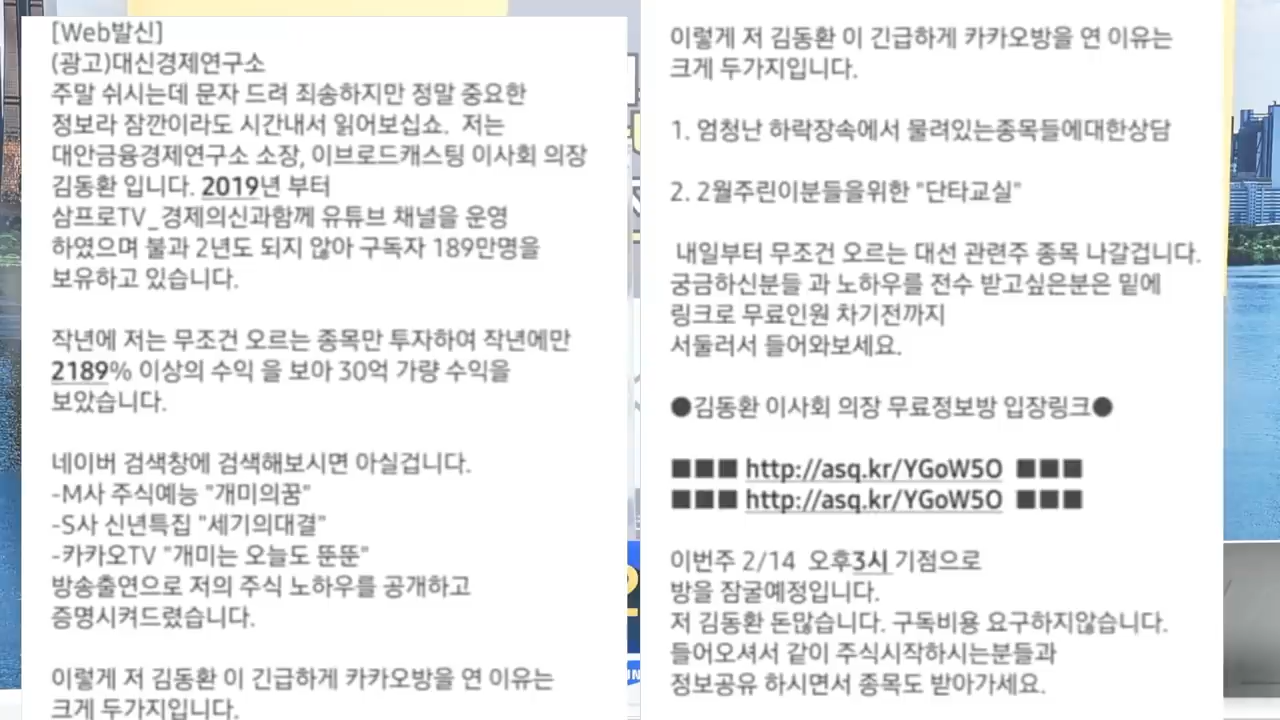 [Web발신]
(광고)대신경제연구소
주말 쉬시는데 문자 드려 죄송하지만 정말 중요한
정보라 잠깐이라도 시간내서 읽어보십쇼. 저는
대안금융경제연구소 소장, 이브로드캐스팅 이사회 의장
김동환 입니다. 2019년 부터
삼프로TV_경제의신과함께 유튜브 채널을 운영
하였으며 불과 2년도 되지 않아 구독자 189만명을
보유하고 있습니다.
작년에 저는 무조건 오르는 종목만 투자하여 작년에만
2189% 이상의 수익 을 보아 30억 가량 수익을
보았습니다.
네이버 검색창에 검색해보시면 아실겁니다.
-M사 주식예능 "개미의꿈"
-S사 신년특집 "세기의대결"
-카카오TV "개미는 오늘도 뚠뚠"
방송출연으로 저의 주식 노하우를 공개하고
증명시켜드렸습니다.
이렇게 저 김동환 이 긴급하게 카카오방을 연 이유는
크게 두가지입니다.
이렇게 저 김동환 이 긴급하게 카카오방을 연 이유는
크게 두가지입니다.
1. 엄청난 하락장속에서 물려있는종목들에대한상담
2. 2월주린이분들을위한 "단타교실"
내일부터 무조건 오르는 대선 관련주 종목 나갈겁니다.
궁금하신분들 과 노하우를 전수 받고싶은분은 밑에
링크로 무료인원 차기전까지
서둘러서 들어와보세요.
●김동환 이사회 의장 무료정보방 입장링크●
■■■ http://asq.kr/YGoW5O ■■■
■■■ http://asq.kr/YGoW5O ■■■
이번주 2/14 오후3시 기점으로
방을 잠굴예정입니다.
저 김동환 돈많습니다. 구독비용 요구하지않습니다.
들어오셔서 같이 주식시작하시는분들과
정보공유 하시면서 종목도 받아가세요.